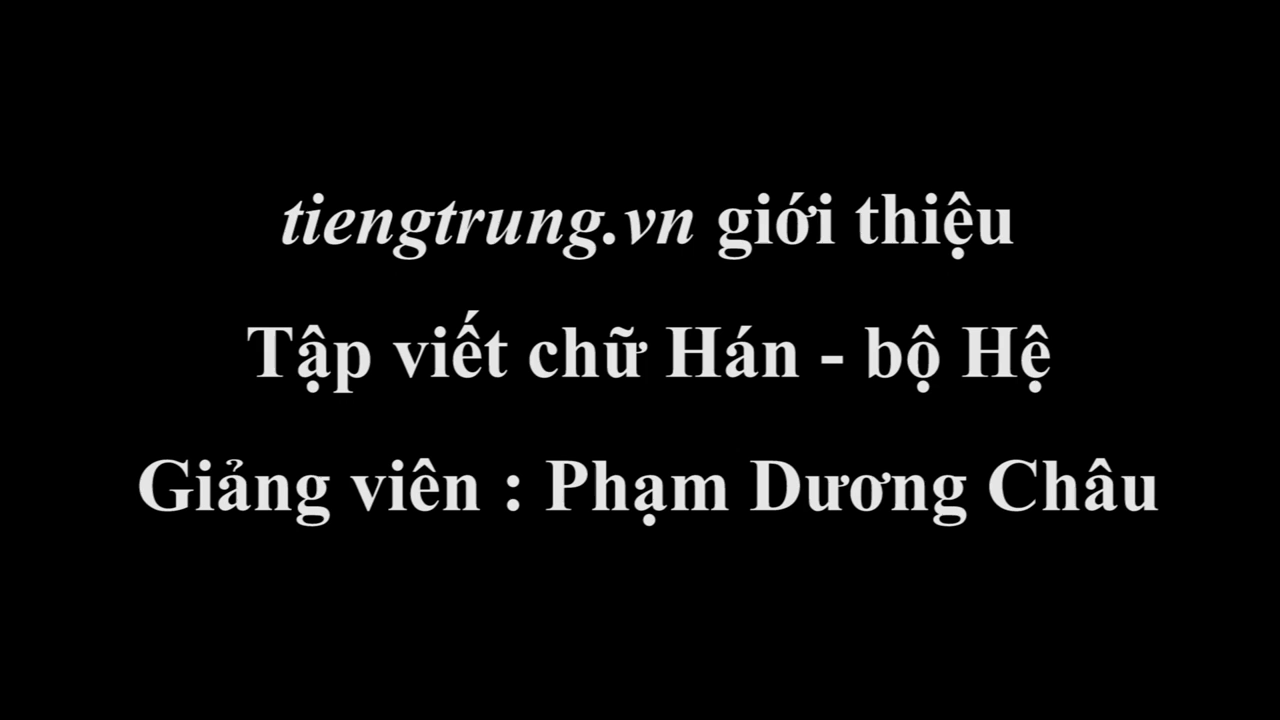 tiengtrung.vn giới thiệu
Tập viết chữ Hán - bộ Hệ
Giảng viên : Phạm Dương Châu